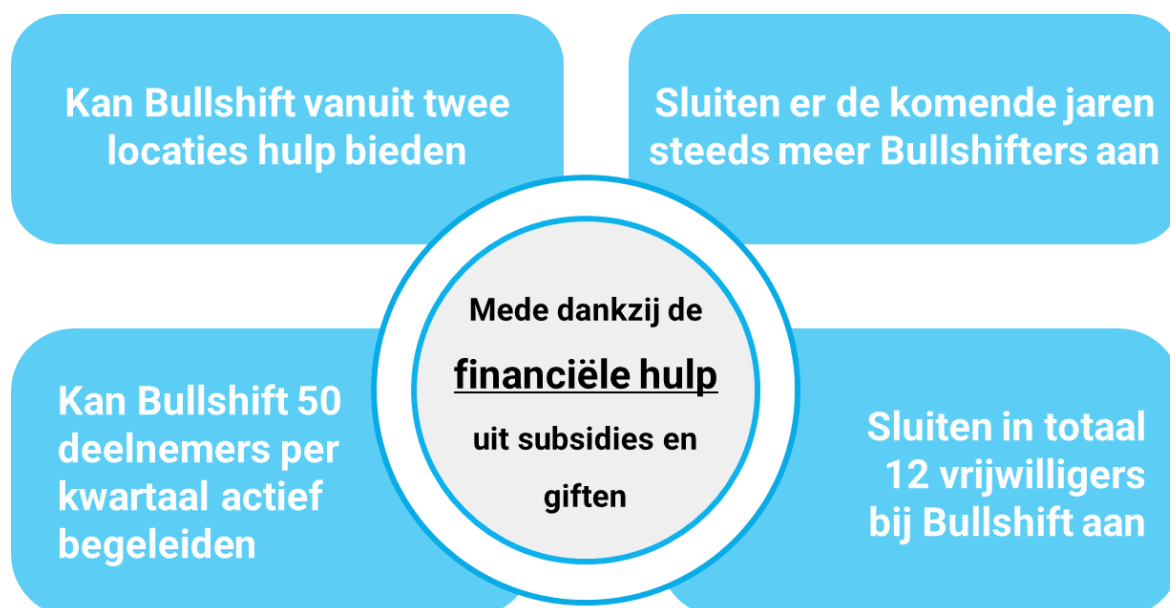 Kan Bullshift vanuit twee
locaties hulp bieden
Sluiten er de komende jaren
steeds meer Bullshifters aan
Mede dankzij de
financiële hulp
uit subsidies en
giften
Kan Bullshift 50
deelnemers per
kwartaal actief
begeleiden
Sluiten in totaal
12 vrijwilligers
bij Bullshift aan